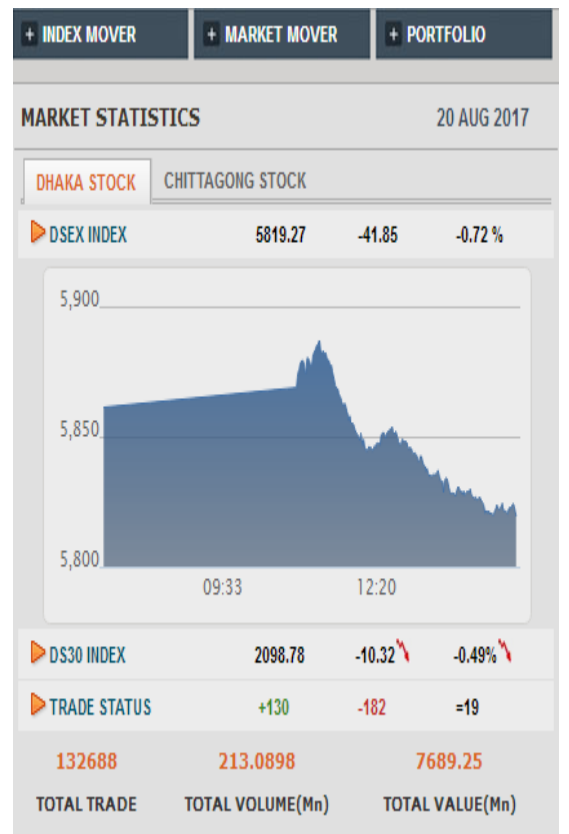 + INDEX MOVER + MARKET MOVER + PORTFOLIO
MARKET STATISTICS 20 AUG 2017
DHAKA STOCK CHITTAGONG STOCK
DSEX INDEX 5819.27 -41.85 -0.72 %
5,900
5,850
5,800
09:33 12:20
DS30 INDEX 2098.78 -10.32 -0.49%
TRADE STATUS +130 -182 =19
132688 213.0898 7689.25
TOTAL TRADE TOTAL VOLUME(Mn) TOTAL VALUE(Mn)